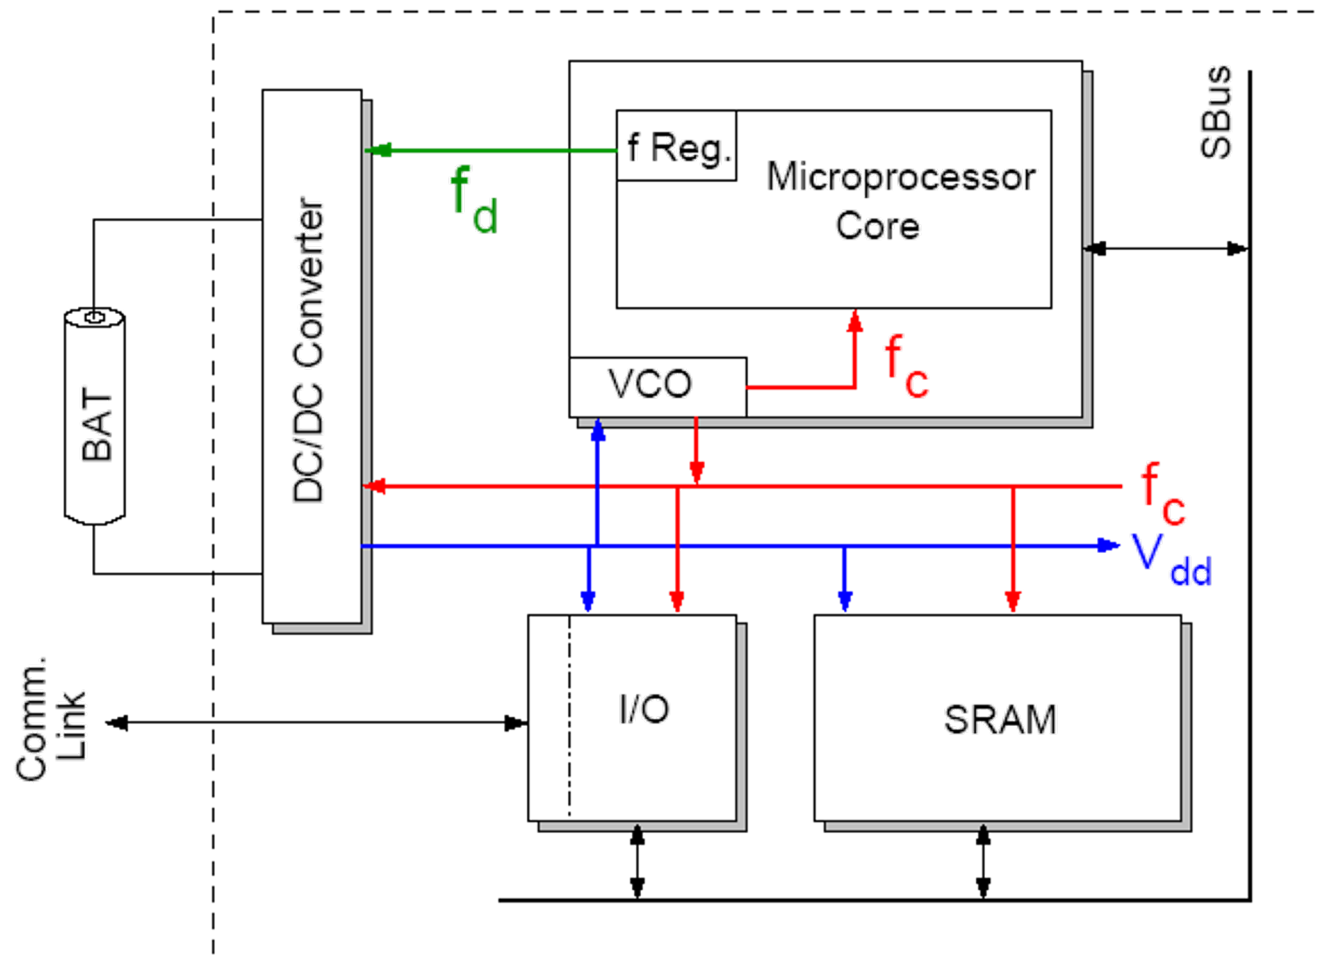 SBus
f Reg.
Microprocessor
Core
fd
DC/DC Converter
BAT
VCO
fc
fc
Vdd
Comm.
Link
I/O
SRAM